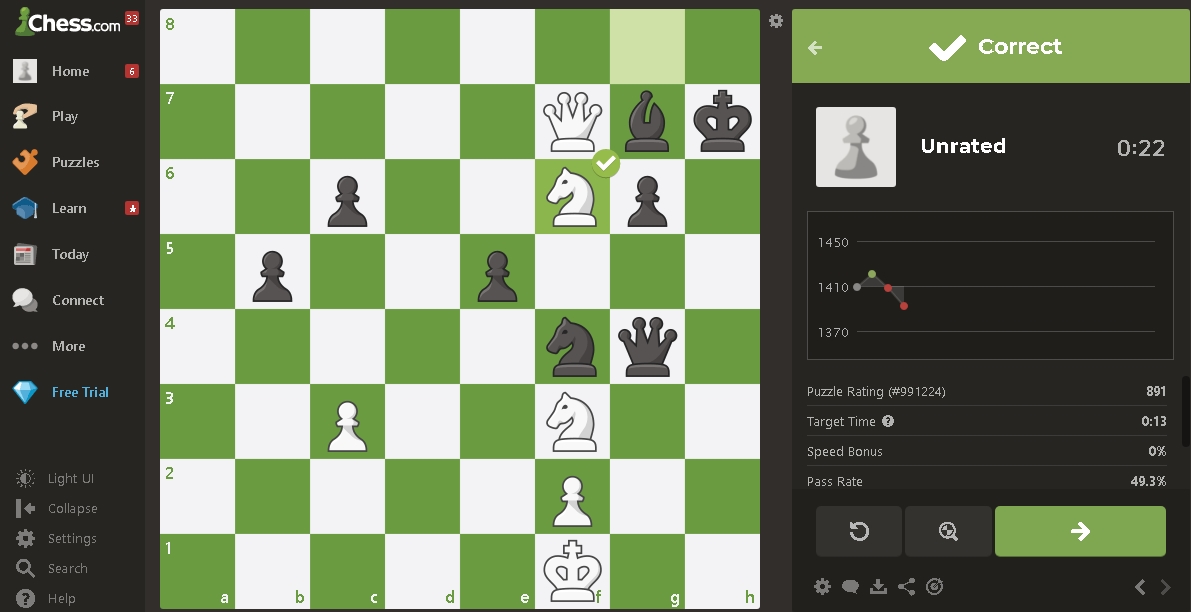 Chess.com 33
Home 6
Play
Puzzles
Learn
Today
Connect
More
Free Trial
Light UI
Collapse
Settings
Search
Help
8
7
6
5
4
3
2
1
a b c d e f g h
Correct
Unrated 0:22
1450
1410
1370
Puzzle Rating (#991224) 891
Target Time ? 0:13
Speed Bonus 0%
Pass Rate 49.3%